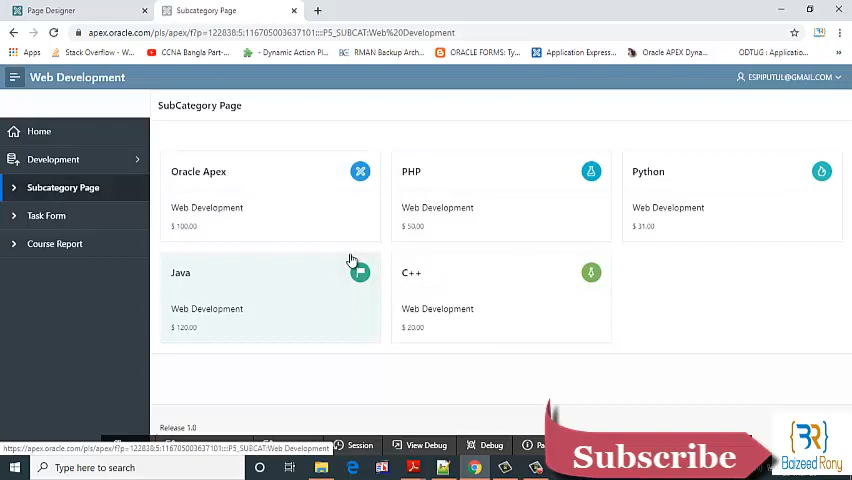 Page Designer
Subcategory Page
apex.oracle.com/pls/apex/f?p=122838:5:116705003637101:::P5_SUBCAT:Web%20Development
Apps
Stack Overflow - W...
CCNA Bangla Part-...
- Dynamic Action Pl...
RMAN Backup Arch...
ORACLE FORMS: Ty...
Application Express...
Oracle APEX Dyna...
ODTUG : Applicatio...
Web Development
ESPIPUTUL@GMAIL.COM
SubCategory Page
Home
Development
Subcategory Page
Task Form
Course Report
Oracle Apex
Web Development
$ 100.00
PHP
Web Development
$ 50.00
Python
Web Development
$ 31.00
Java
Web Development
$ 120.00
C++
Web Development
$ 20.00
Release 1.0
https://apex.oracle.com/pls/apex/f?p=122838:5:116705003637101:::P5_SUBCAT:Web Development
Session
View Debug
Debug
Subscribe
BR
Baizeed Rony
Type here to search